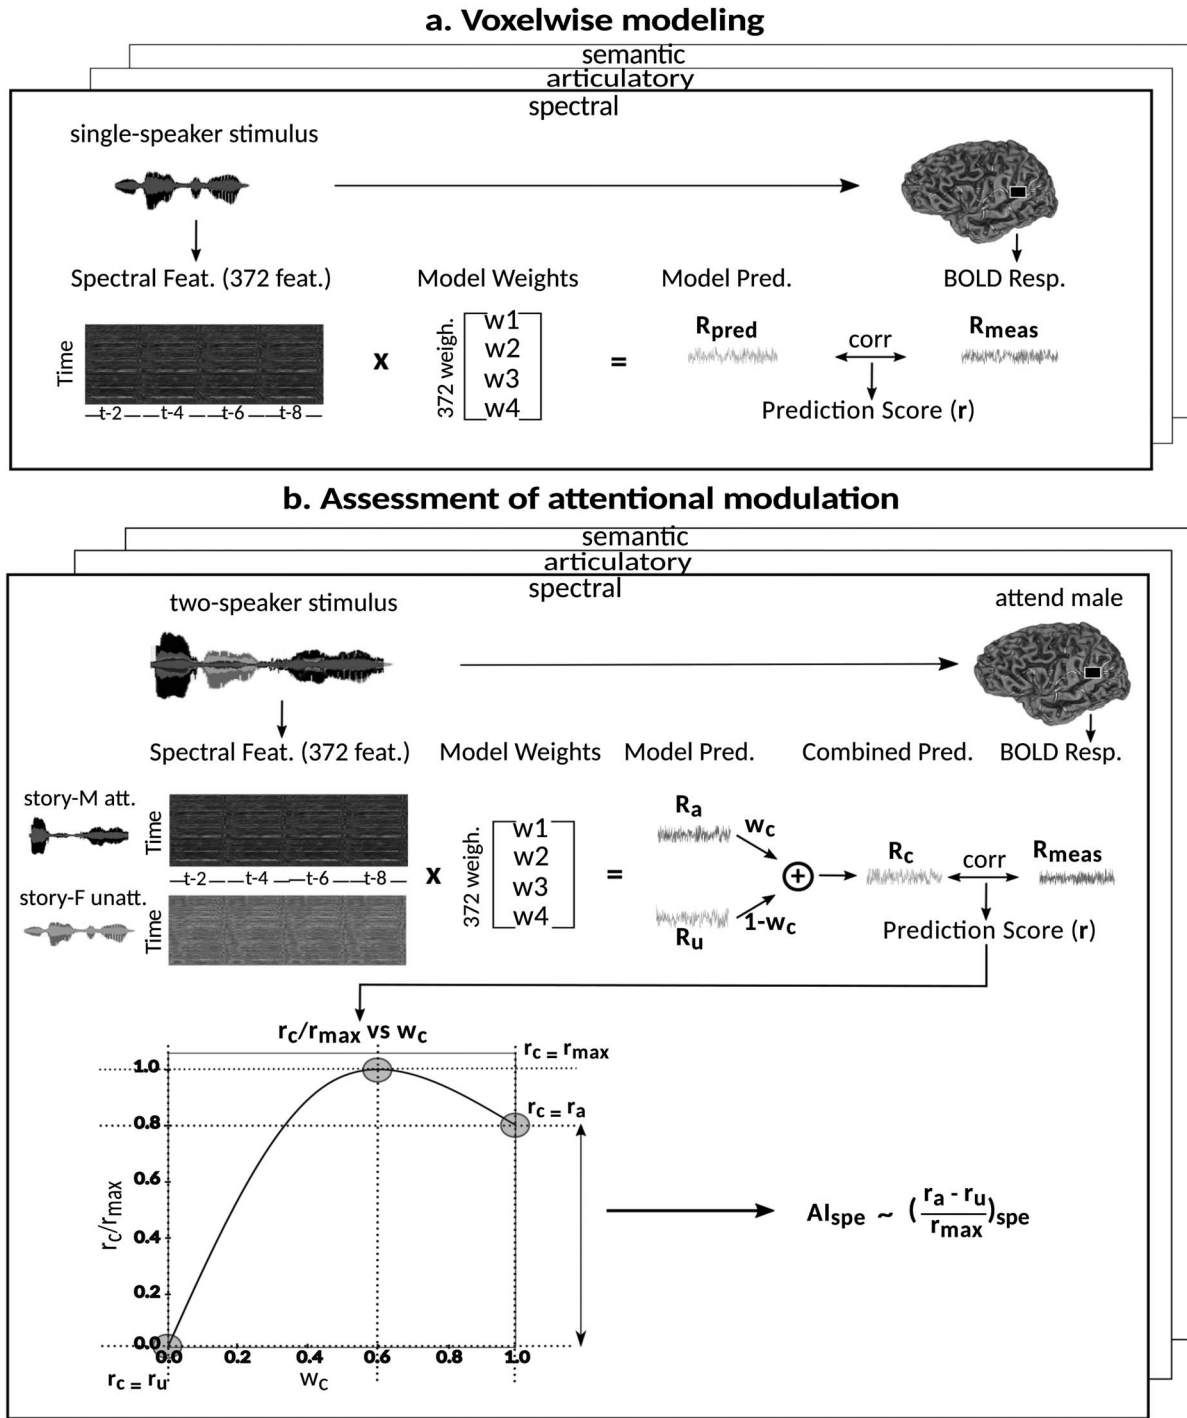 a. Voxelwise modeling
semantic
articulatory
spectral
single-speaker stimulus
Spectral Feat. (372 feat.)
Model Weights
Model Pred.
BOLD Resp.
Time
t-2
t-4
t-6
t-8
x
372 weigh.
w1
w2
w3
w4
=
Rpred
corr
Rmeas
Prediction Score (r)
b. Assessment of attentional modulation
semantic
articulatory
spectral
two-speaker stimulus
attend male
Spectral Feat. (372 feat.)
Model Weights
Model Pred.
Combined Pred.
BOLD Resp.
story-M att.
Time
t-2
t-4
t-6
t-8
story-F unatt.
Time
x
372 weigh.
w1
w2
w3
w4
=
Ra
wc
+
Ru
1-wc
Rc
corr
Rmeas
Prediction Score (r)
rc/rmax vs wc
rc = rmax
rc = ra
1.0
0.8
0.6
0.4
0.2
0.0
rc/rmax
0.0
0.2
0.4
0.6
0.8
1.0
rc = ru
wc
AIspe ~ (ra - ru / rmax)spe